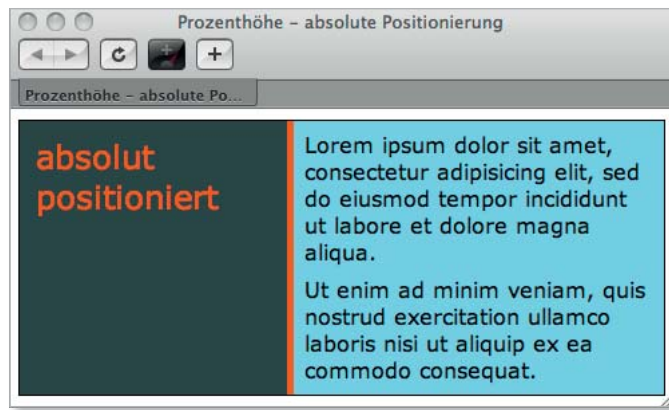 Prozenthöhe – absolute Positionierung
Prozenthöhe – absolute Po...
absolut
positioniert
Lorem ipsum dolor sit amet,
consectetur adipisicing elit, sed
do eiusmod tempor incididunt
ut labore et dolore magna
aliqua.
Ut enim ad minim veniam, quis
nostrud exercitation ullamco
laboris nisi ut aliquip ex ea
commodo consequat.